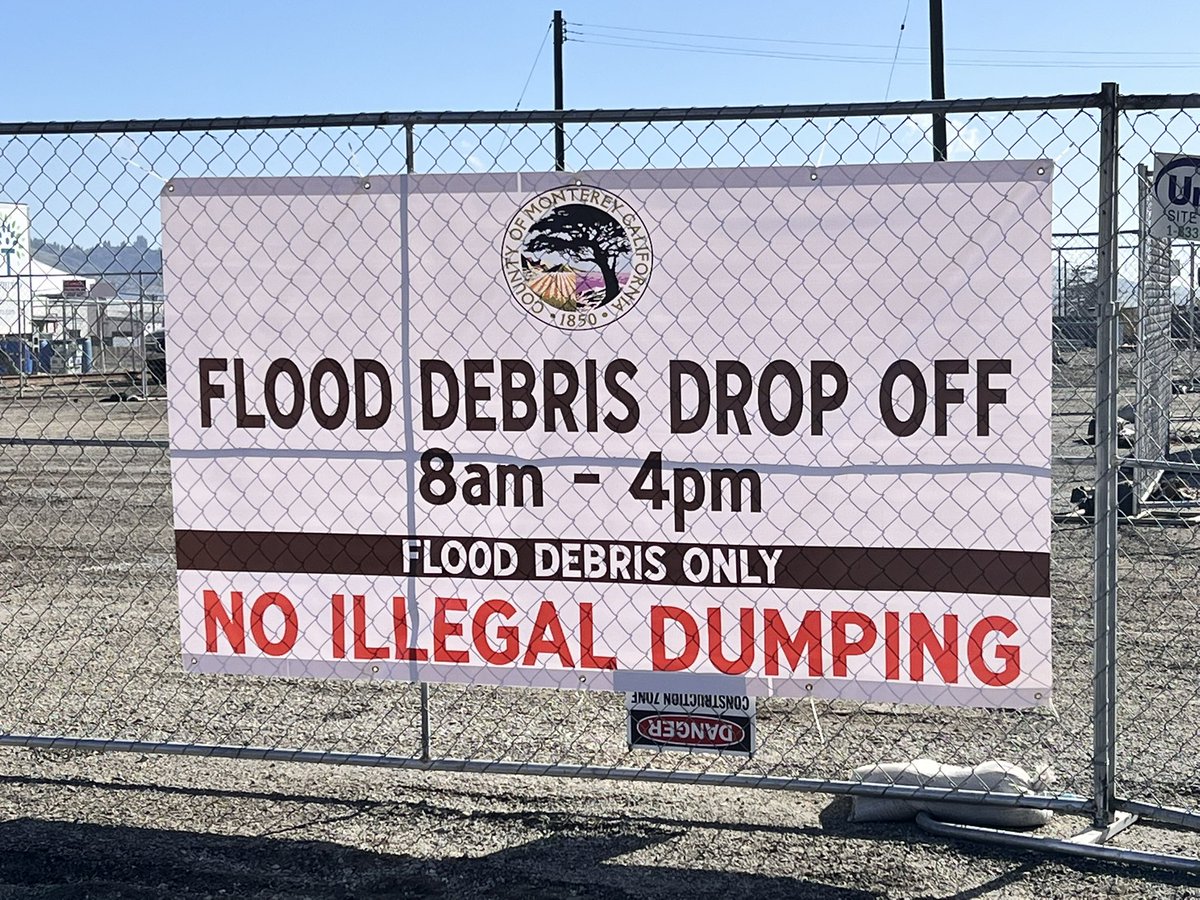 COUNTY OF MONTEREY CALIFORNIA
• 1850 •
FLOOD DEBRIS DROP OFF
8am - 4pm
FLOOD DEBRIS ONLY
NO ILLEGAL DUMPING
DANGER
CONSTRUCTION ZONE
SITE